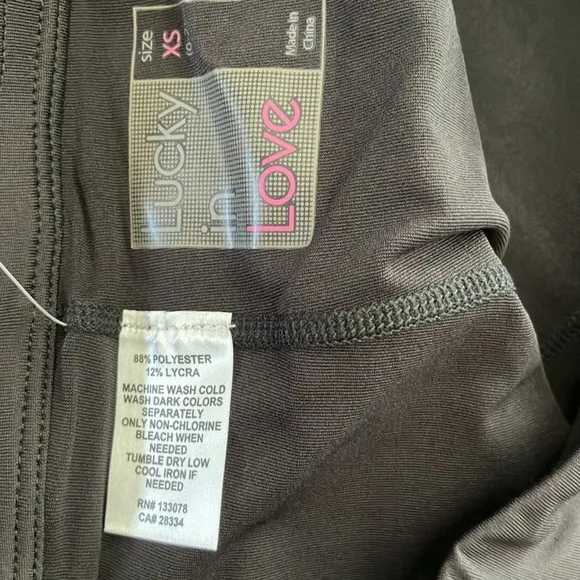 size
XS
Made in
China
Lucky
in
Love
88% POLYESTER
12% LYCRA
MACHINE WASH COLD
WASH DARK COLORS
SEPARATELY
ONLY NON-CHLORINE
BLEACH WHEN
NEEDED
TUMBLE DRY LOW
COOL IRON IF
NEEDED
RN# 133078
CA# 28334